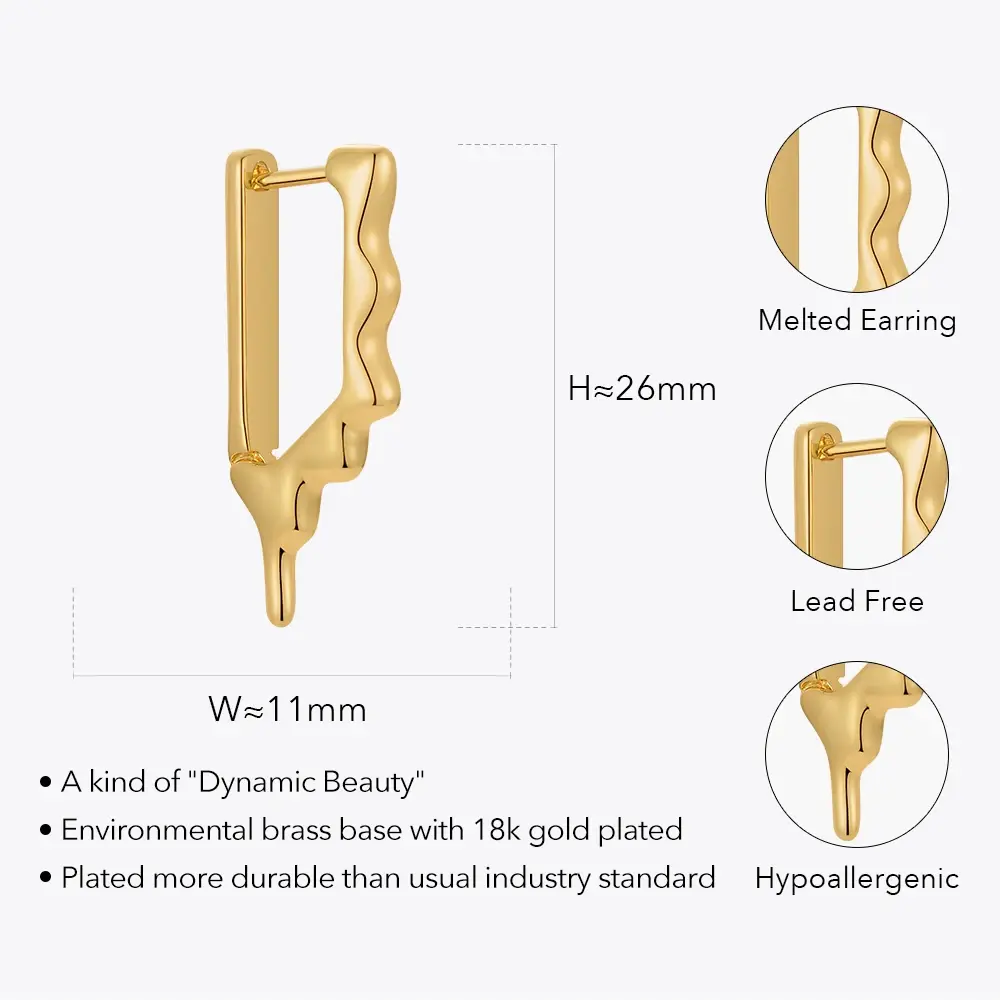 Melted Earring
H≈26mm
Lead Free
W≈11mm
• A kind of "Dynamic Beauty"
• Environmental brass base with 18k gold plated
• Plated more durable than usual industry standard
Hypoallergenic